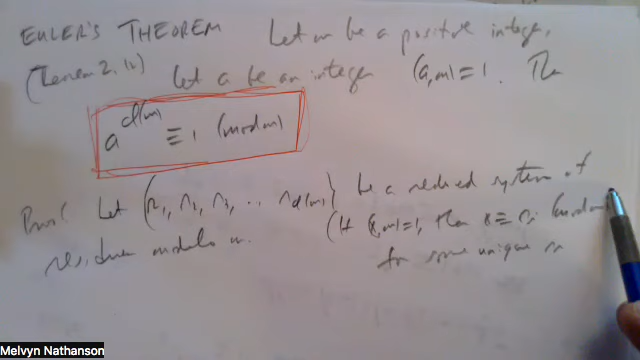 EULER'S THEOREM Let m be a positive integer,
(Theorem 2.12) Let a be an integer (a,m)=1. Then
a^φ(m) ≡ 1 (mod m)
Proof. Let {r₁, r₂, r₃, .. r_φ(m)} be a reduced system of
residues modulo m. (If (x,m)=1, then x ≡ rᵢ (mod m)
for some unique
Melvyn Nathanson